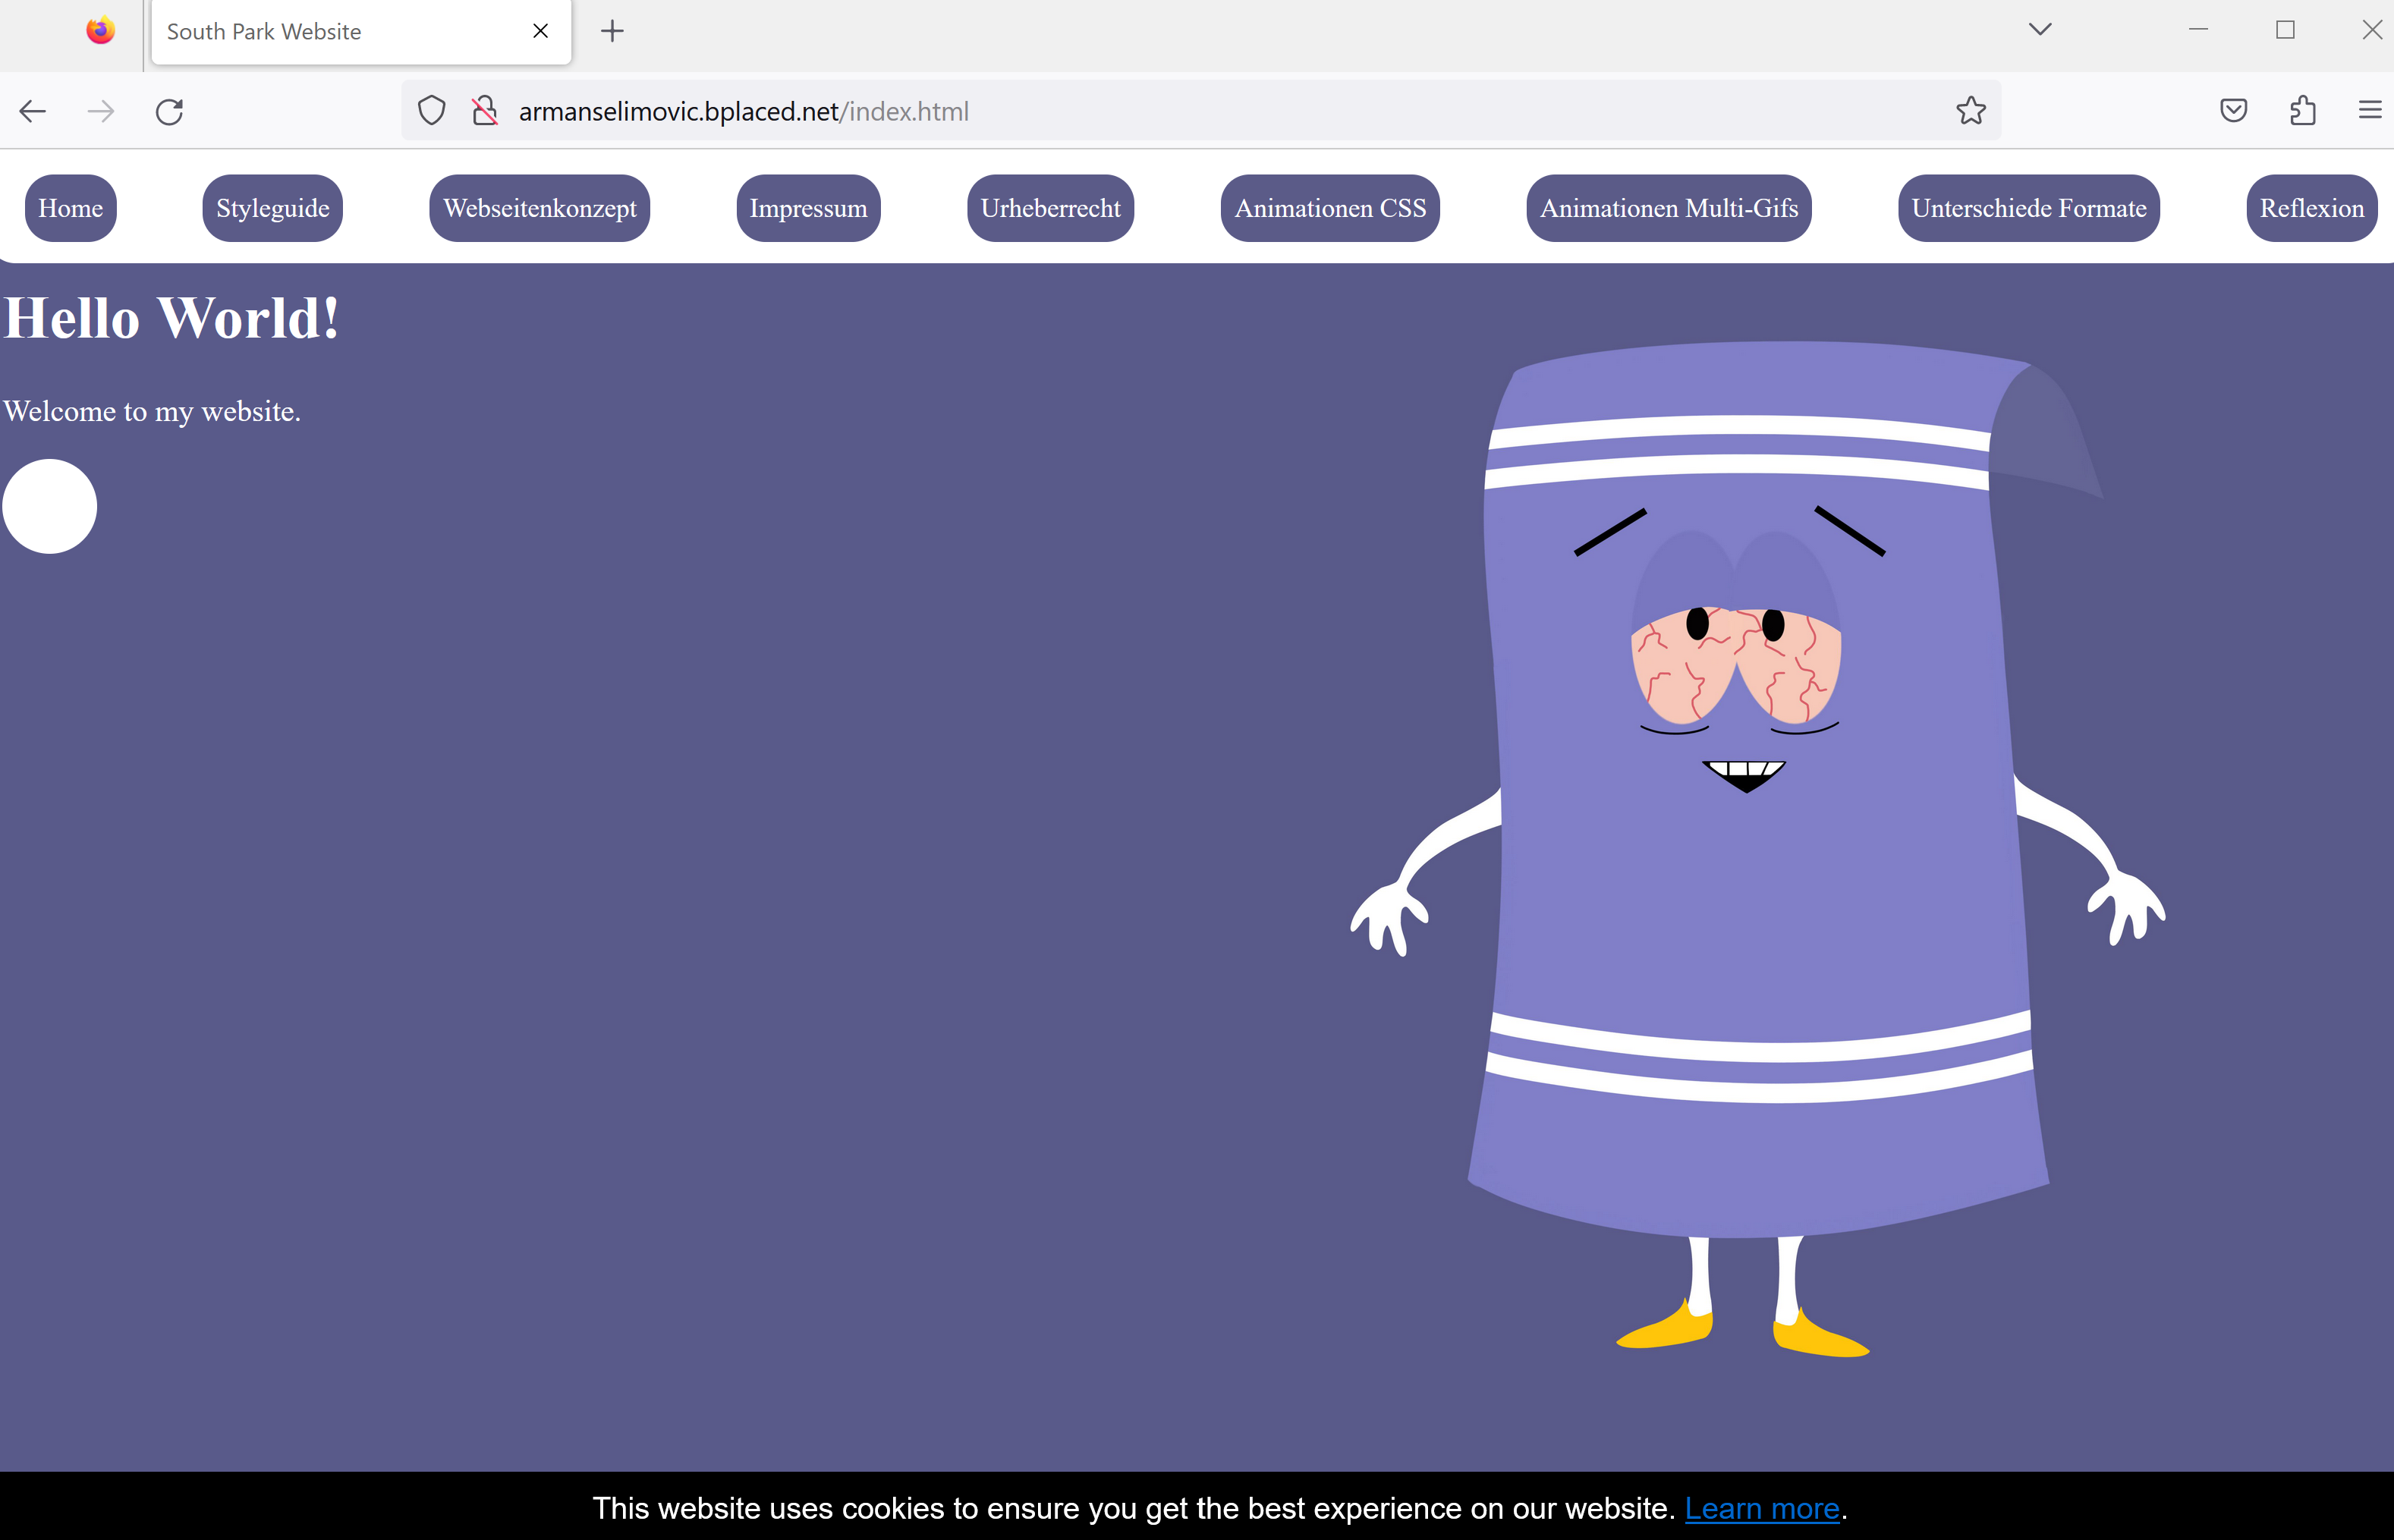 South Park Website
armanselimovic.bplaced.net/index.html
Home Styleguide Webseitenkonzept Impressum Urheberrecht Animationen CSS Animationen Multi-Gifs Unterschiede Formate Reflexion
Hello World!
Welcome to my website.
This website uses cookies to ensure you get the best experience on our website. Learn more.